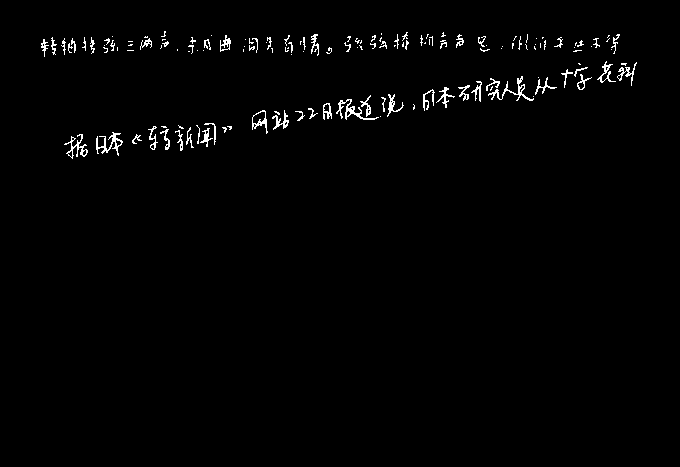 转轴拨弦三两声,未成曲调先有情。弦弦掩抑声声思,似诉平生不得
据日本《东京新闻》网站22日报道说,日本研究人员从十字花科